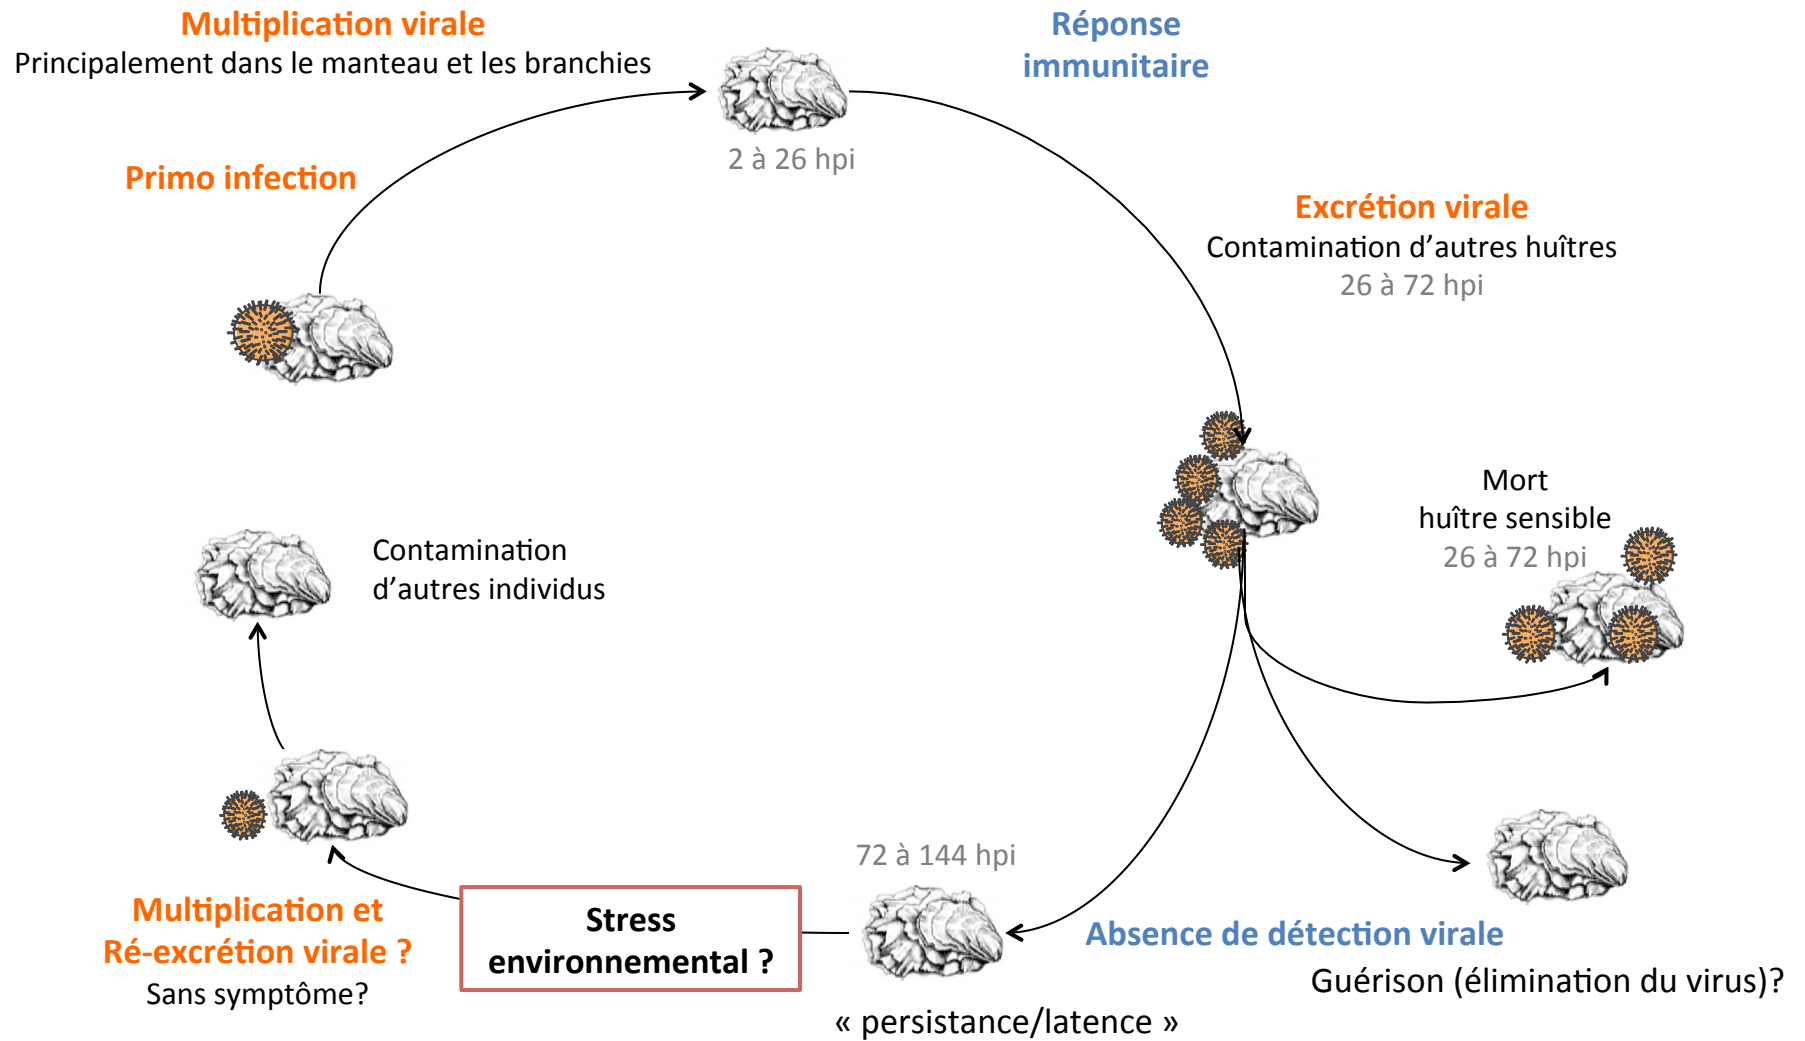 Multiplication virale
Principalement dans le manteau et les branchies
Réponse
immunitaire
2 à 26 hpi
Primo infection
Excrétion virale
Contamination d’autres huîtres
26 à 72 hpi
Mort
huître sensible
26 à 72 hpi
Contamination
d’autres individus
72 à 144 hpi
Multiplication et
Ré-excrétion virale ?
Sans symptôme?
Stress
environnemental ?
Absence de détection virale
Guérison (élimination du virus)?
« persistance/latence »